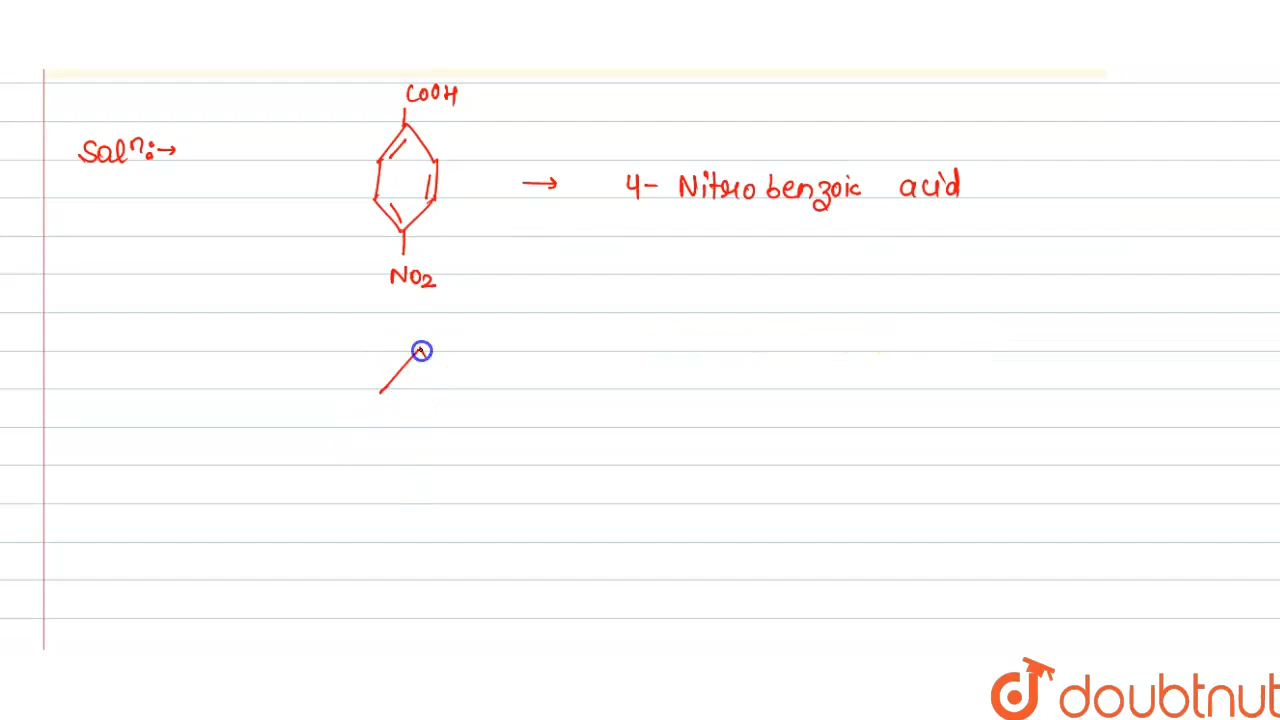 COOH
Solⁿ:→
→ 4- Nitrobenzoic acid
NO₂
doubtnut